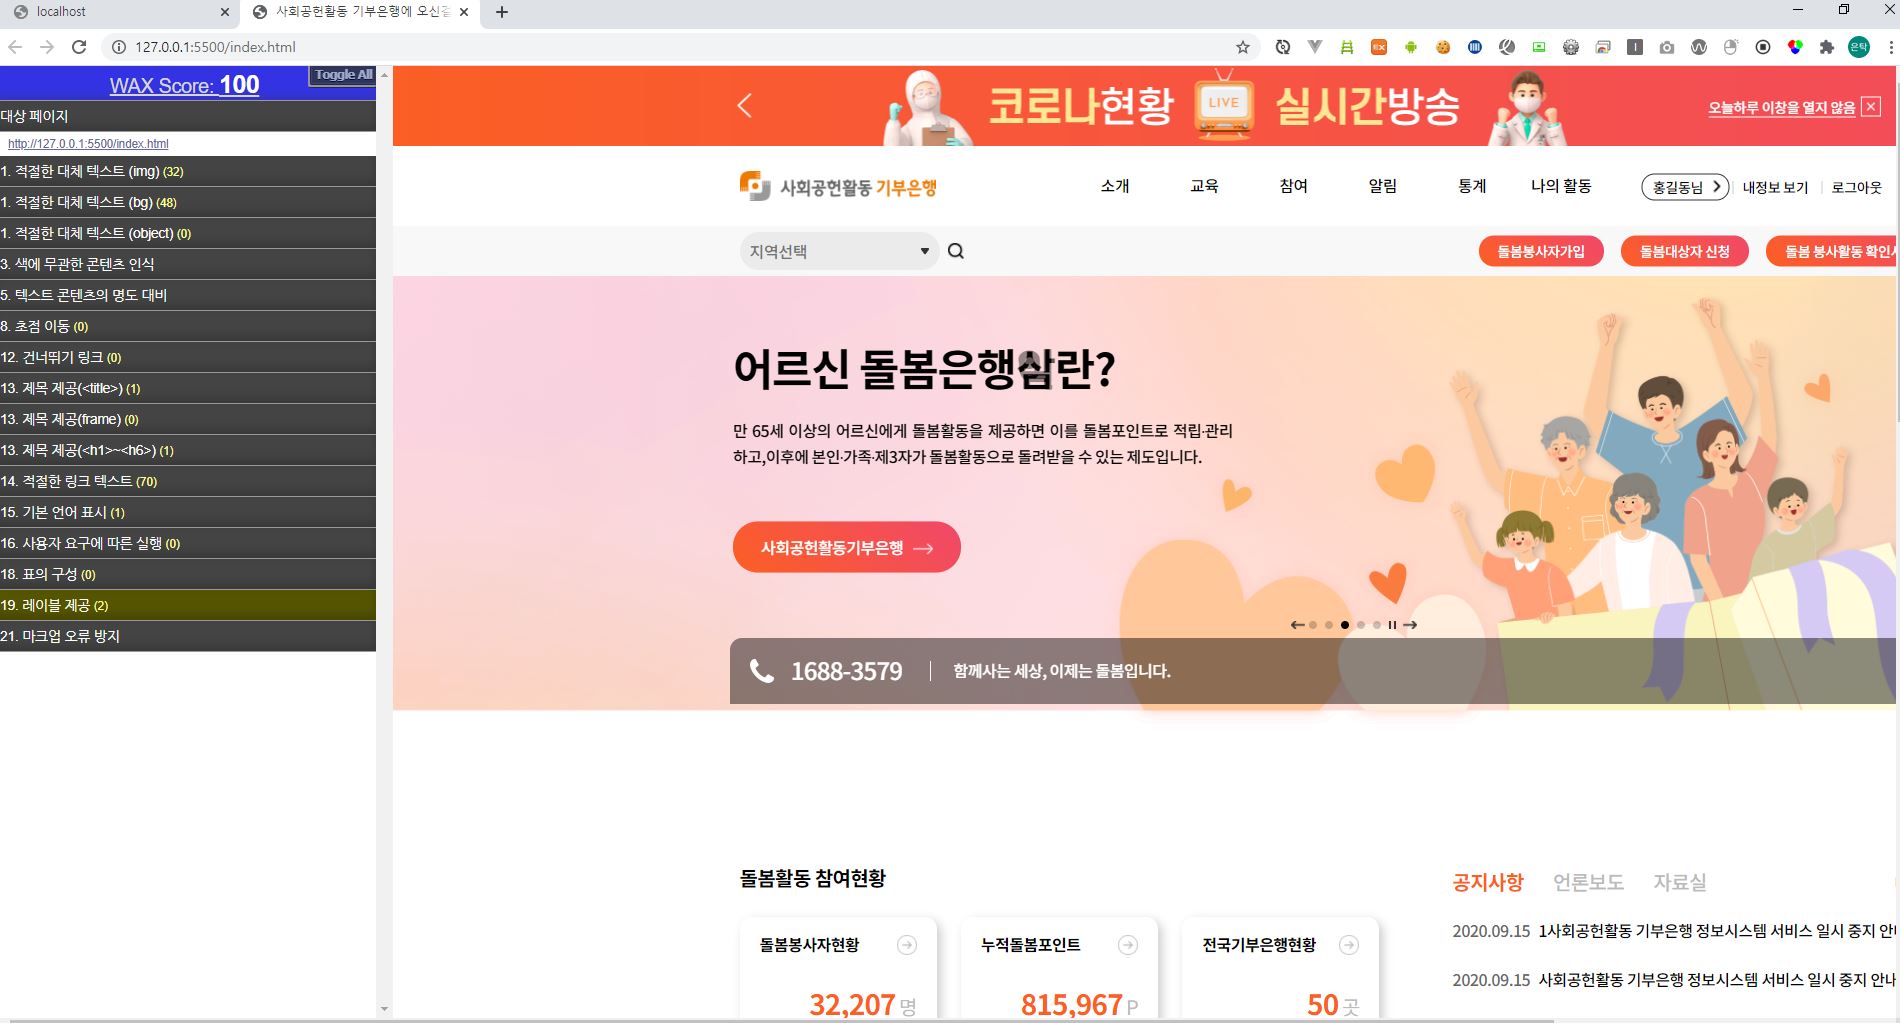 localhost
사회공헌활동 기부은행에 오신걸
127.0.0.1:5500/index.html
은탁
WAX Score: 100
Toggle All
대상 페이지
http://127.0.0.1:5500/index.html
1. 적절한 대체 텍스트 (img) (32)
1. 적절한 대체 텍스트 (bg) (48)
1. 적절한 대체 텍스트 (object) (0)
3. 색에 무관한 콘텐츠 인식
5. 텍스트 콘텐츠의 명도 대비
8. 초점 이동 (0)
12. 건너뛰기 링크 (0)
13. 제목 제공(<title>) (1)
13. 제목 제공(frame) (0)
13. 제목 제공(<h1>~<h6>) (1)
14. 적절한 링크 텍스트 (70)
15. 기본 언어 표시 (1)
16. 사용자 요구에 따른 실행 (0)
18. 표의 구성 (0)
19. 레이블 제공 (2)
21. 마크업 오류 방지
코로나현황 LIVE 실시간방송
오늘하루 이창을 열지 않음
사회공헌활동 기부은행
소개 교육 참여 알림 통계 나의 활동
홍길동님 내정보 보기 로그아웃
지역선택
돌봄봉사자가입 돌봄대상자 신청 돌봄 봉사활동 확인서
만 65세 이상의 어르신에게 돌봄활동을 제공하면 이를 돌봄포인트로 적립·관리
하고,이후에 본인·가족·제3자가 돌봄활동으로 돌려받을 수 있는 제도입니다.
어르신
사회공헌활동기부은행
1688-3579 함께사는 세상, 이제는 돌봄입니다.
돌봄활동 참여현황
돌봄봉사자현황
32,207 명
누적돌봄포인트
815,967 P
전국기부은행현황
50 곳
공지사항 언론보도 자료실
2020.09.15 1사회공헌활동 기부은행 정보시스템 서비스 일시 중지 안내
2020.09.15 사회공헌활동 기부은행 정보시스템 서비스 일시 중지 안내